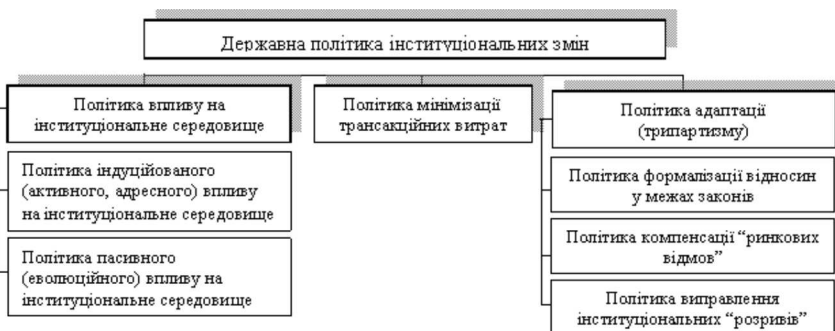 Державна політика інституціональних змін
Політика впливу на
інституціональне середовище
Політика індуційованого
(активного, адресного) впливу
на інституціональне середовище
Політика пасивного
(еволюційного) впливу на
інституціональне середовище
Політика мінімізації
трансакційних витрат
Політика адаптації
(трипартизму)
Політика формалізації відносин
у межах законів
Політика компенсації “ринкових
відмов”
Політика виправлення
інституціональних “розривів”